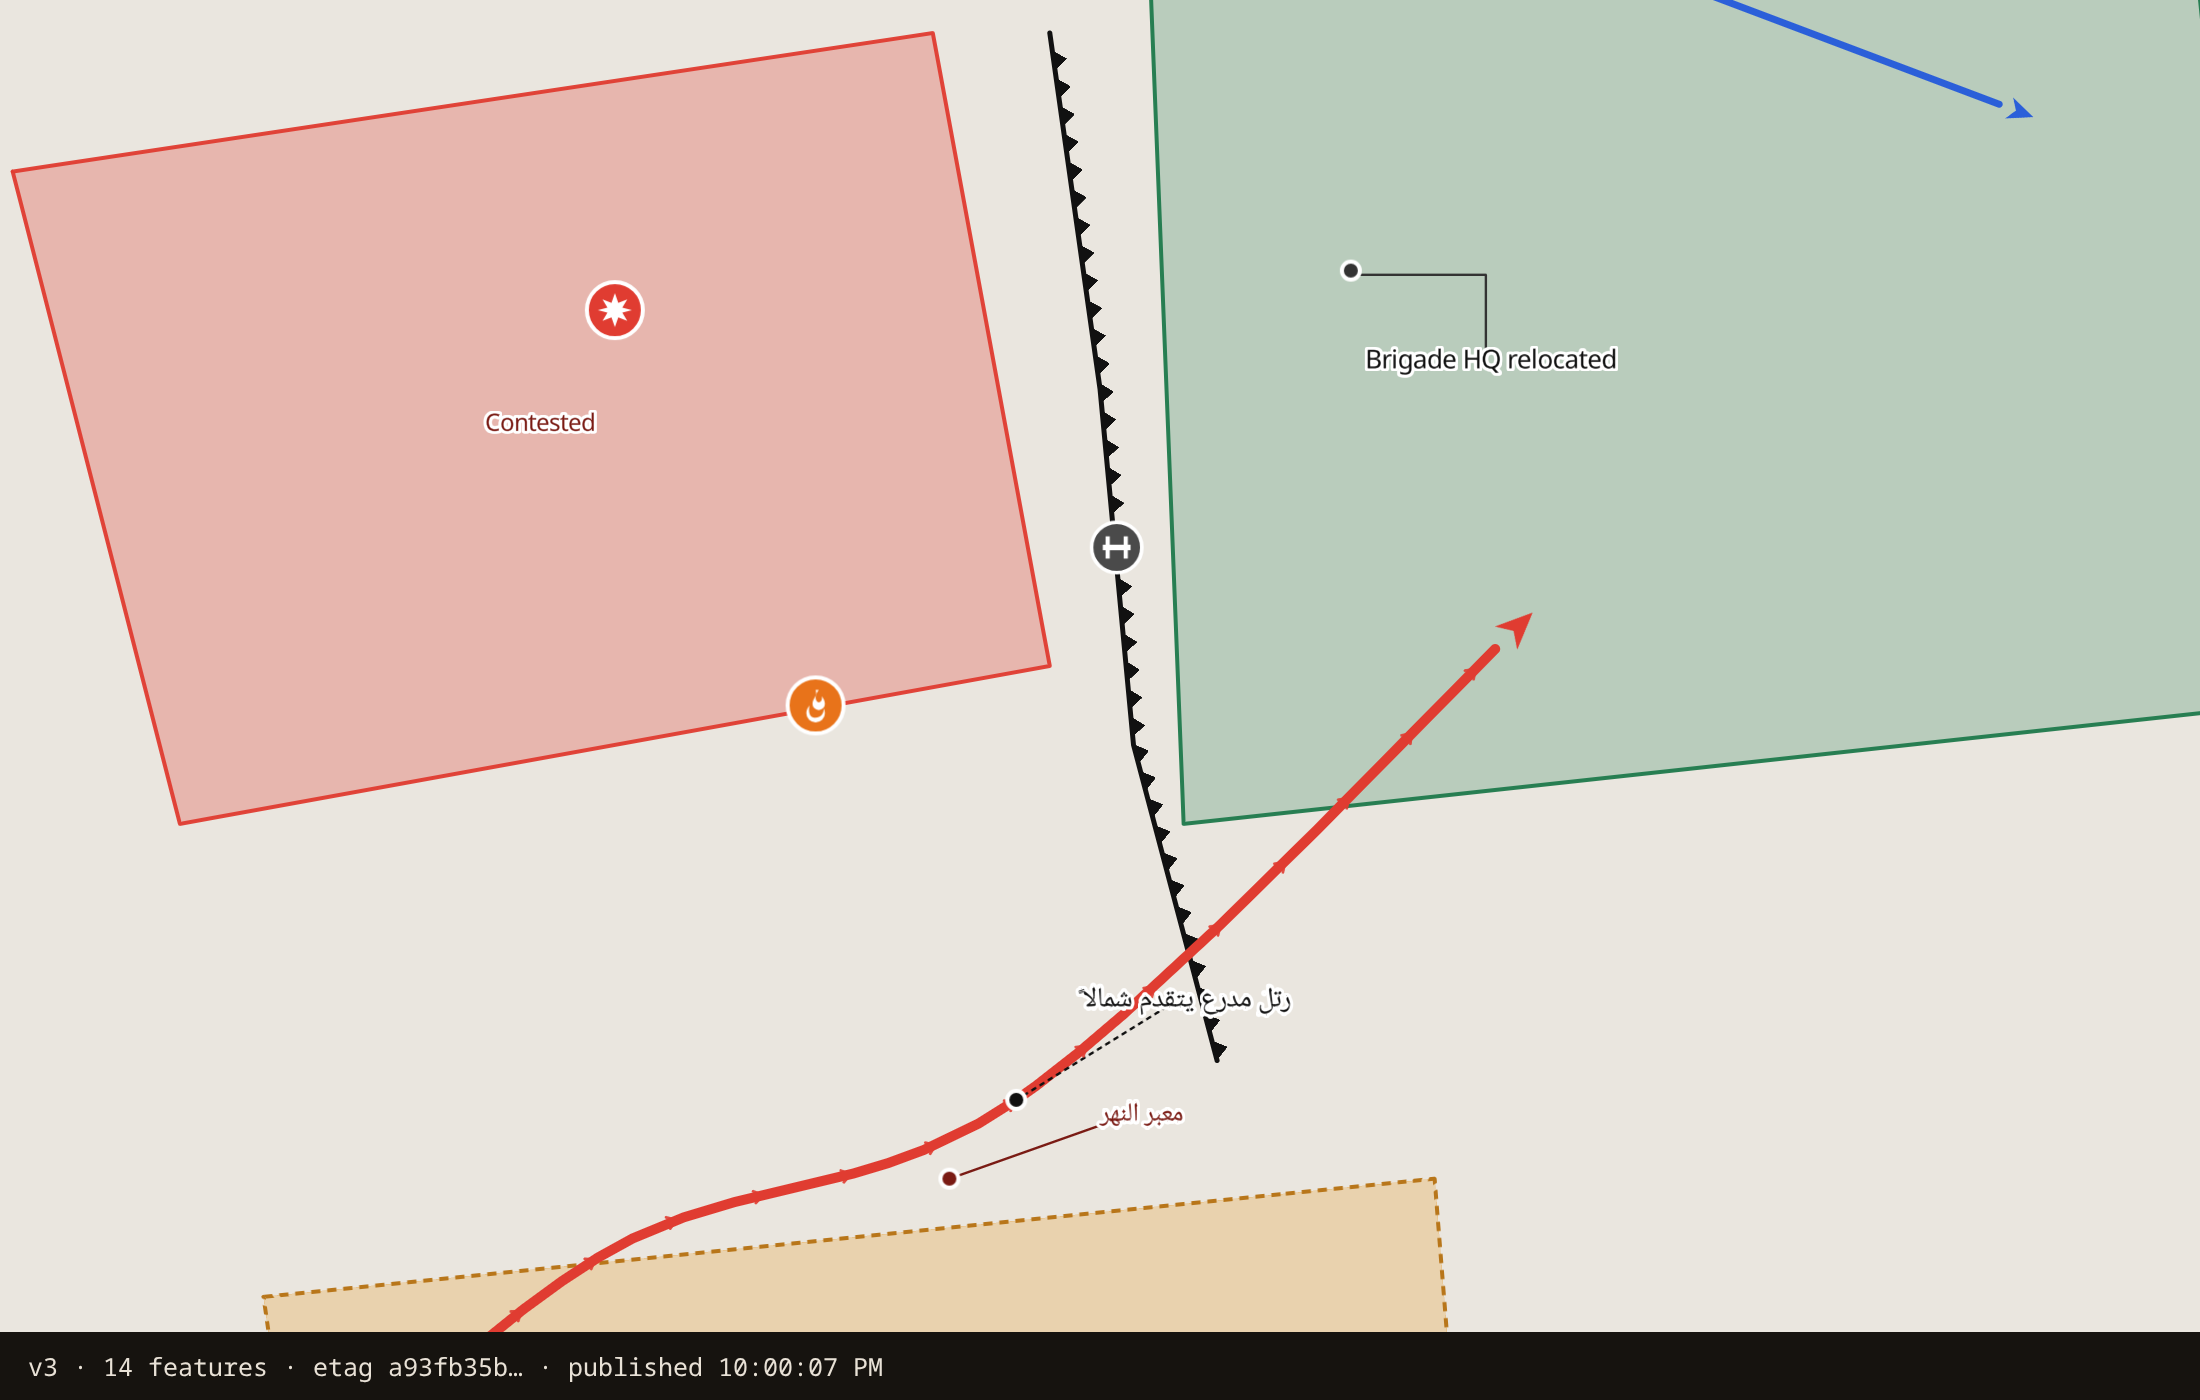 Brigade HQ relocated
Contested
رتل مدرع يتقدم شمالاً
معبر النهر
v3 · 14 features · etag a93fb35b… · published 10:00:07 PM